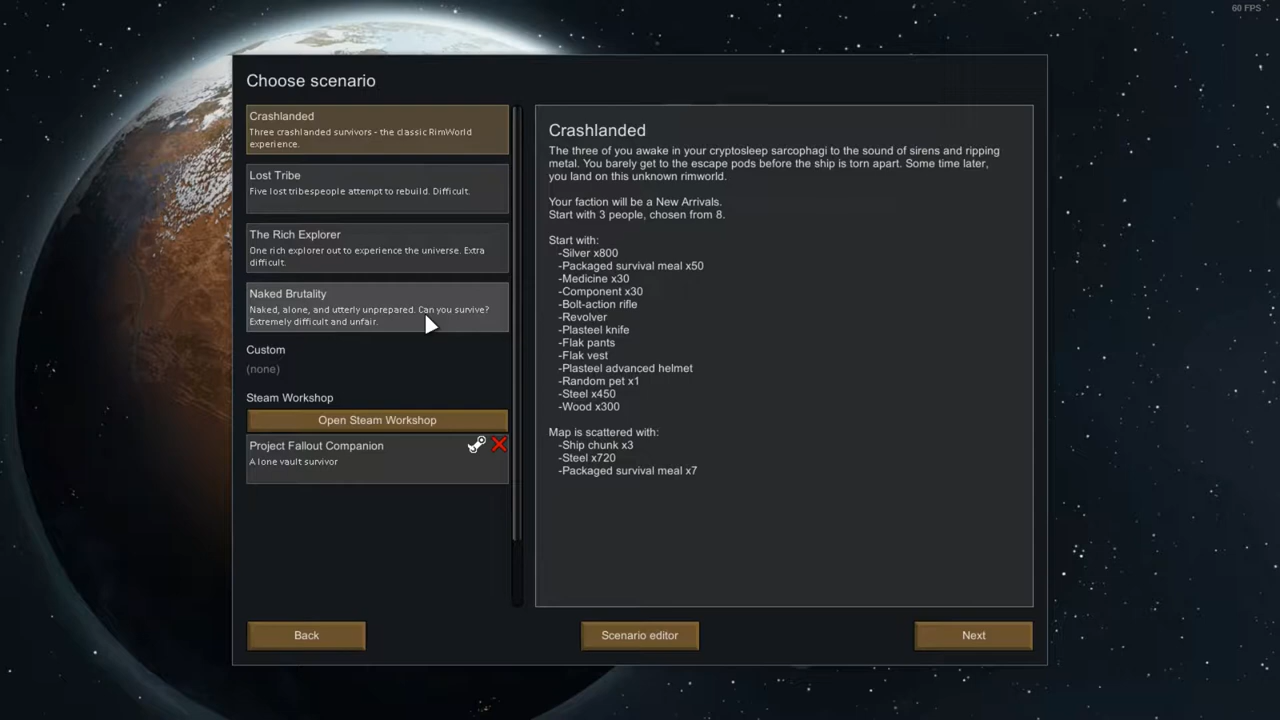 60 FPS
Choose scenario
Crashlanded
Three crashlanded survivors - the classic RimWorld
experience.
Lost Tribe
Five lost tribespeople attempt to rebuild. Difficult.
The Rich Explorer
One rich explorer out to experience the universe. Extra
difficult.
Naked Brutality
Naked, alone, and utterly unprepared. Can you survive?
Extremely difficult and unfair.
Custom
(none)
Steam Workshop
Open Steam Workshop
Project Fallout Companion
A lone vault survivor
Crashlanded
The three of you awake in your cryptosleep sarcophagi to the sound of sirens and ripping
metal. You barely get to the escape pods before the ship is torn apart. Some time later,
you land on this unknown rimworld.
Your faction will be a New Arrivals.
Start with 3 people, chosen from 8.
Start with:
-Silver x800
-Packaged survival meal x50
-Medicine x30
-Component x30
-Bolt-action rifle
-Revolver
-Plasteel knife
-Flak pants
-Flak vest
-Plasteel advanced helmet
-Random pet x1
-Steel x450
-Wood x300
Map is scattered with:
-Ship chunk x3
-Steel x720
-Packaged survival meal x7
Back
Scenario editor
Next